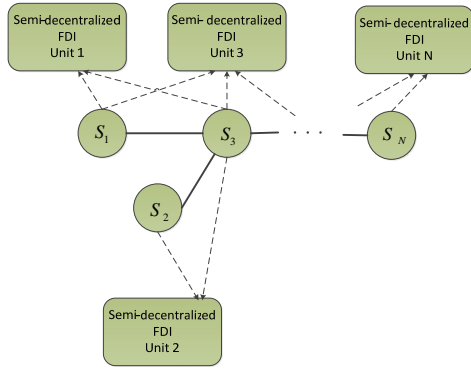 Semi-decentralized
FDI
Unit 1
Semi-decentralized
FDI
Unit 3
Semi-decentralized
FDI
Unit N
S1
S3
. . .
SN
S2
Semi-decentralized
FDI
Unit 2